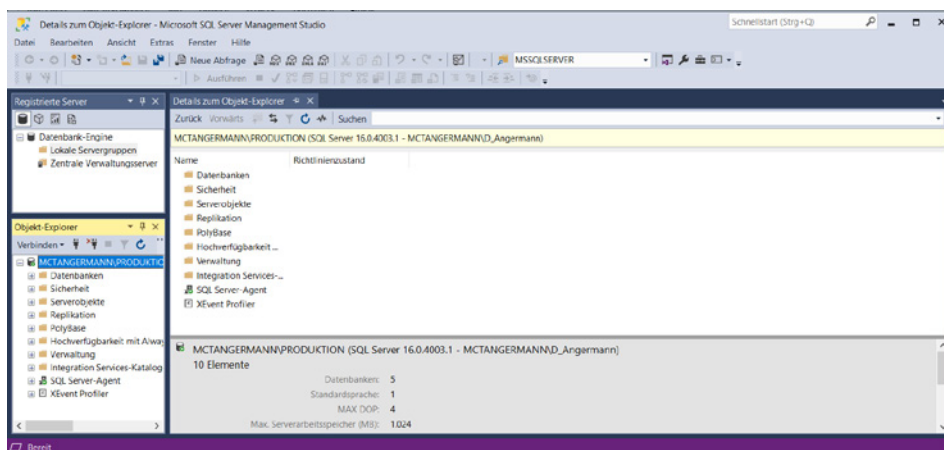 Details zum Objekt-Explorer - Microsoft SQL Server Management Studio
Schnellstart (Strg+Q)
Datei Bearbeiten Ansicht Extras Fenster Hilfe
Neue Abfrage
MSSQLSERVER
Ausführen
Registrierte Server
Datenbank-Engine
Lokale Servergruppen
Zentrale Verwaltungsserver
Objekt-Explorer
Verbinden
MCTANGERMANN\PRODUKTIO
Datenbanken
Sicherheit
Serverobjekte
Replikation
PolyBase
Hochverfügbarkeit mit Alway
Verwaltung
Integration Services-Katalog
SQL Server-Agent
XEvent Profiler
Details zum Objekt-Explorer
Zurück Vorwärts Suchen
MCTANGERMANN\PRODUKTION (SQL Server 16.0.4003.1 - MCTANGERMANN\D_Angermann)
Name Richtlinienzustand
Datenbanken
Sicherheit
Serverobjekte
Replikation
PolyBase
Hochverfügbarkeit ...
Verwaltung
Integration Services-...
SQL Server-Agent
XEvent Profiler
MCTANGERMANN\PRODUKTION (SQL Server 16.0.4003.1 - MCTANGERMANN\D_Angermann)
10 Elemente
Datenbanken: 5
Standardsprache: 1
MAX DOP: 4
Max. Serverarbeitsspeicher (MB): 1.024
Bereit